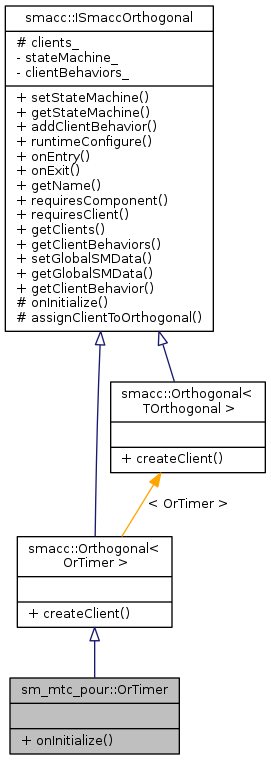 smacc::ISmaccOrthogonal
# clients_
- stateMachine_
- clientBehaviors_
+ setStateMachine()
+ getStateMachine()
+ addClientBehavior()
+ runtimeConfigure()
+ onEntry()
+ onExit()
+ getName()
+ requiresComponent()
+ requiresClient()
+ getClients()
+ getClientBehaviors()
+ setGlobalSMData()
+ getGlobalSMData()
+ getClientBehavior()
# onInitialize()
# assignClientToOrthogonal()
smacc::Orthogonal<
TOrthogonal >
+ createClient()
< OrTimer >
smacc::Orthogonal<
OrTimer >
+ createClient()
sm_mtc_pour::OrTimer
+ onInitialize()